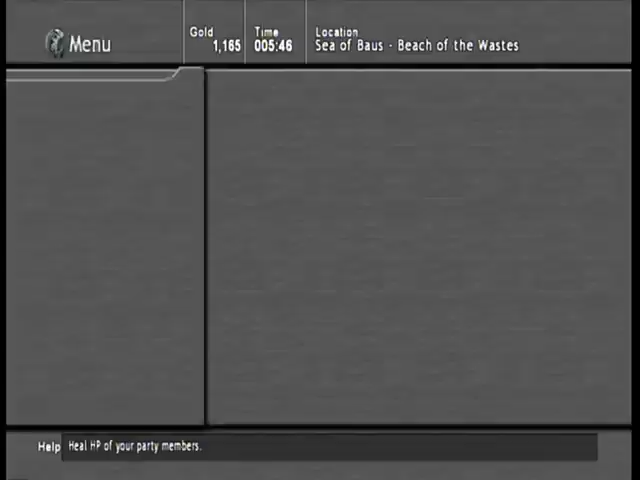 Menu
Gold
1,165
Time
005:46
Location
Sea of Baus - Beach of the Wastes
Help
Heal HP of your party members.